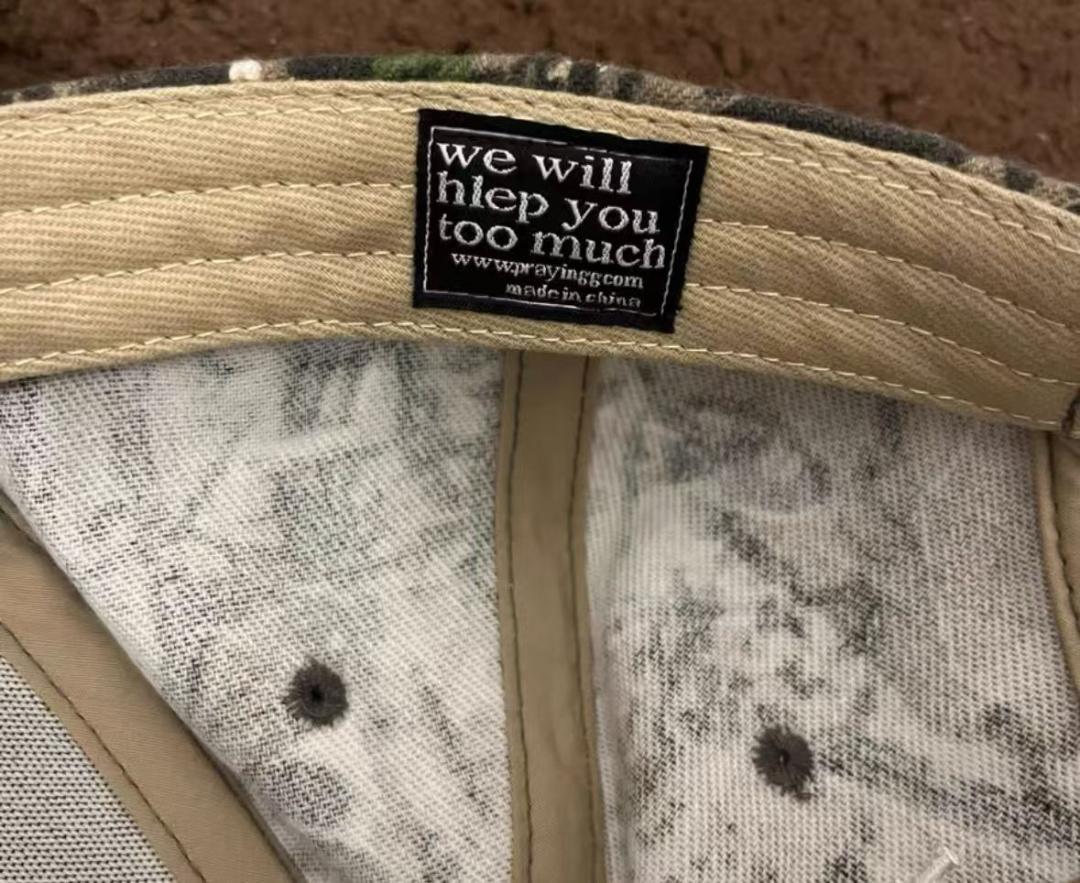 we will
hlep you
too much
www.prayingg.com
made in china